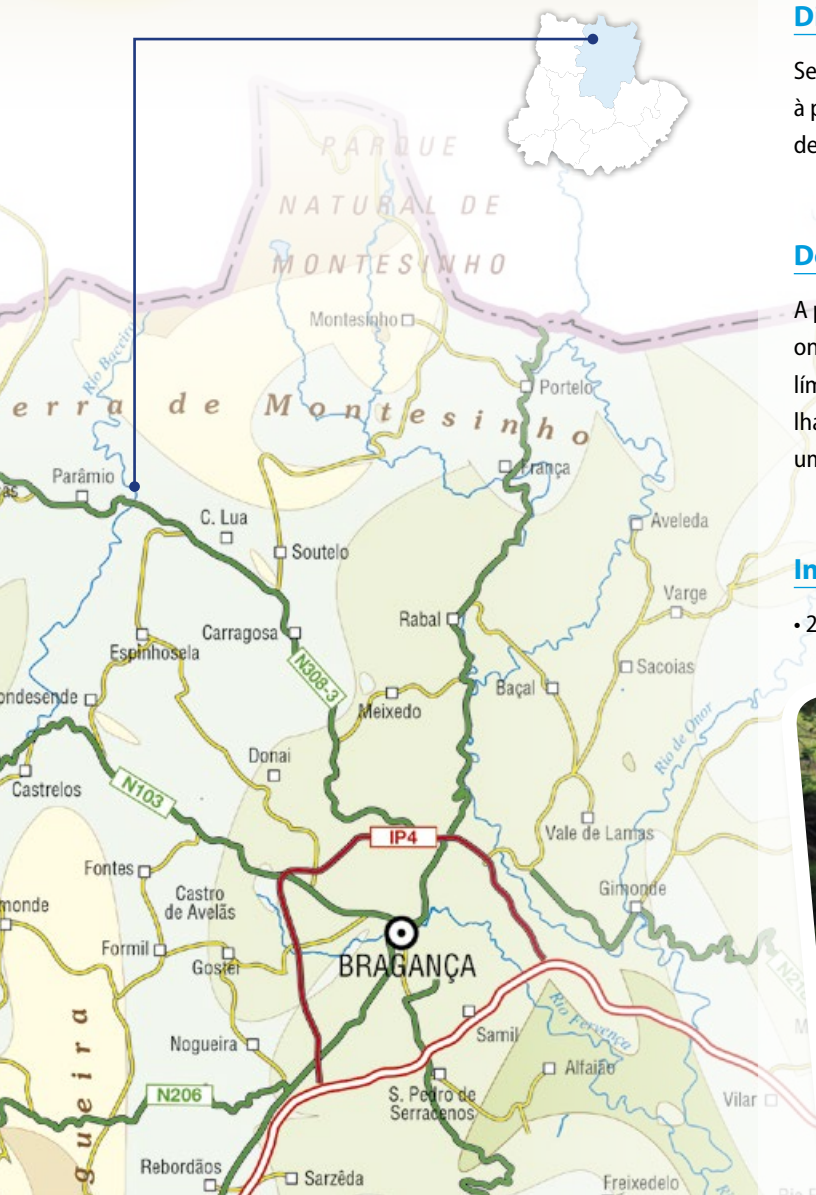 PARQUE
NATURAL DE
MONTESINHO
Montesinho
Rio Baceiro
Portelo
erra de Montesinho
França
Parâmio
C. Lua
Soutelo
Aveleda
Varge
Rabal
Carragosa
Espinhosela
N308-3
Sacoias
Baçal
ondesende
Meixedo
Rio de Onor
Donai
Castrelos
N103
IP4
Vale de Lamas
Fontes
Gimonde
Castro
de Avelãs
monde
Formil
Gostei
BRAGANÇA
Samil
Rio Fervença
Nogueira
Alfaião
gueira
N206
S. Pedro de
Serracenos
Vilar
Rebordãos
Sarzêda
Freixedelo
Se
à p
de
A p
on
lím
lha
un
In
• 2